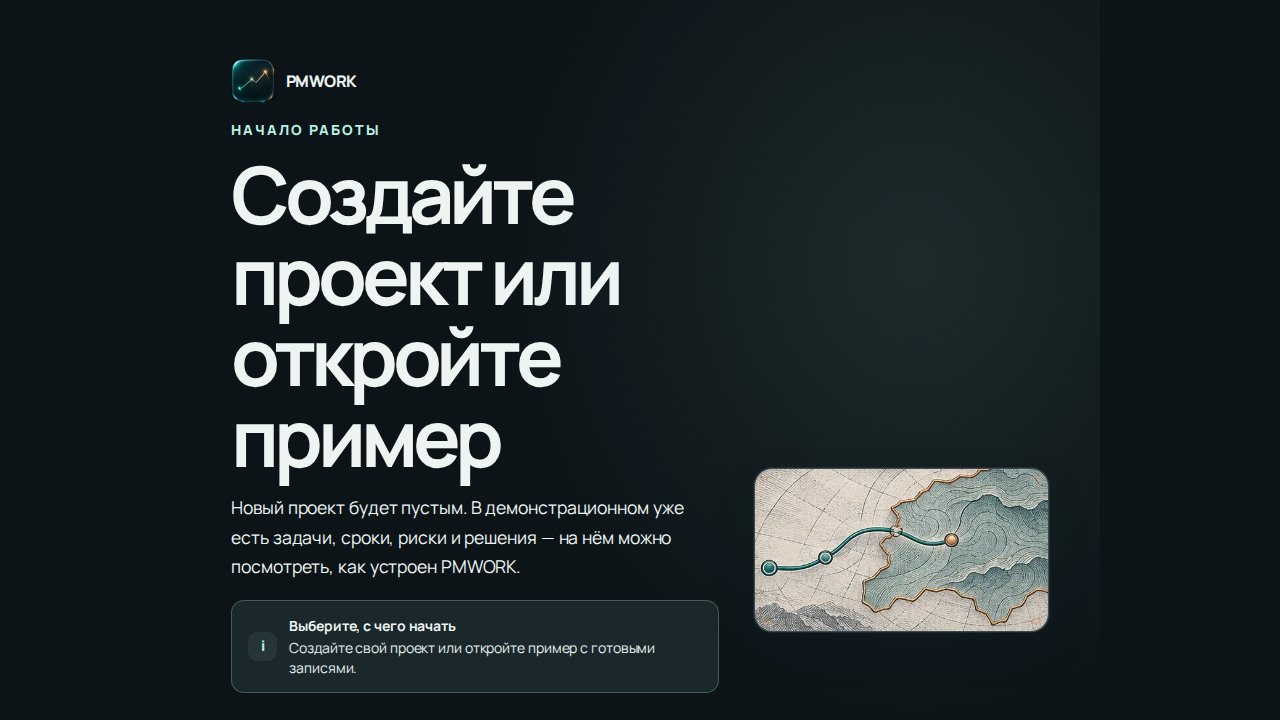 PMWORK
НАЧАЛО РАБОТЫ
Создайте
проект или
откройте
пример
Новый проект будет пустым. В демонстрационном уже
есть задачи, сроки, риски и решения — на нём можно
посмотреть, как устроен PMWORK.
i
Выберите, с чего начать
Создайте свой проект или откройте пример с готовыми
записями.